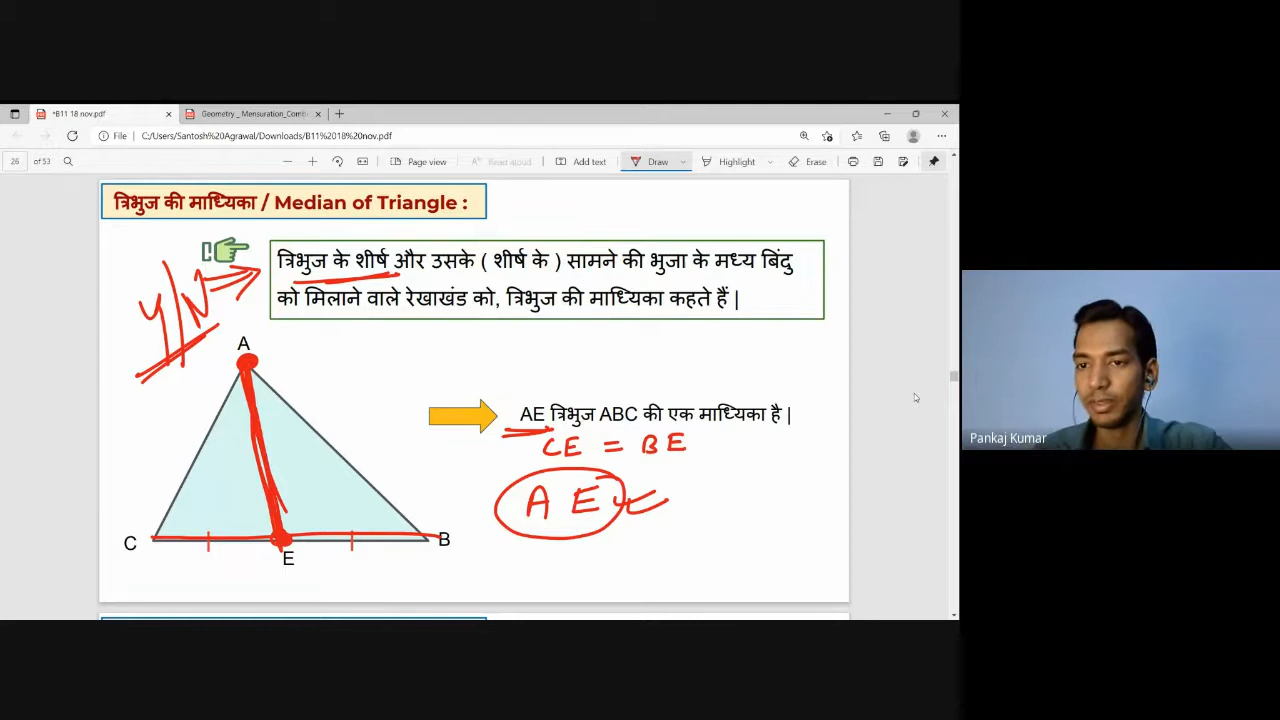 *B11 18 nov.pdf
Geometry _ Mensuration_Combi
File C:/Users/Santosh%20Agrawal/Downloads/B11%2018%20nov.pdf
26 of 53 Page view Read aloud Add text Draw Highlight Erase
त्रिभुज की माध्यिका / Median of Triangle :
त्रिभुज के शीर्ष और उसके ( शीर्ष के ) सामने की भुजा के मध्य बिंदु
को मिलाने वाले रेखाखंड को, त्रिभुज की माध्यिका कहते हैं |
Y/N
A
AE त्रिभुज ABC की एक माध्यिका है |
CE = BE
A E
C
B
E
Pankaj Kumar